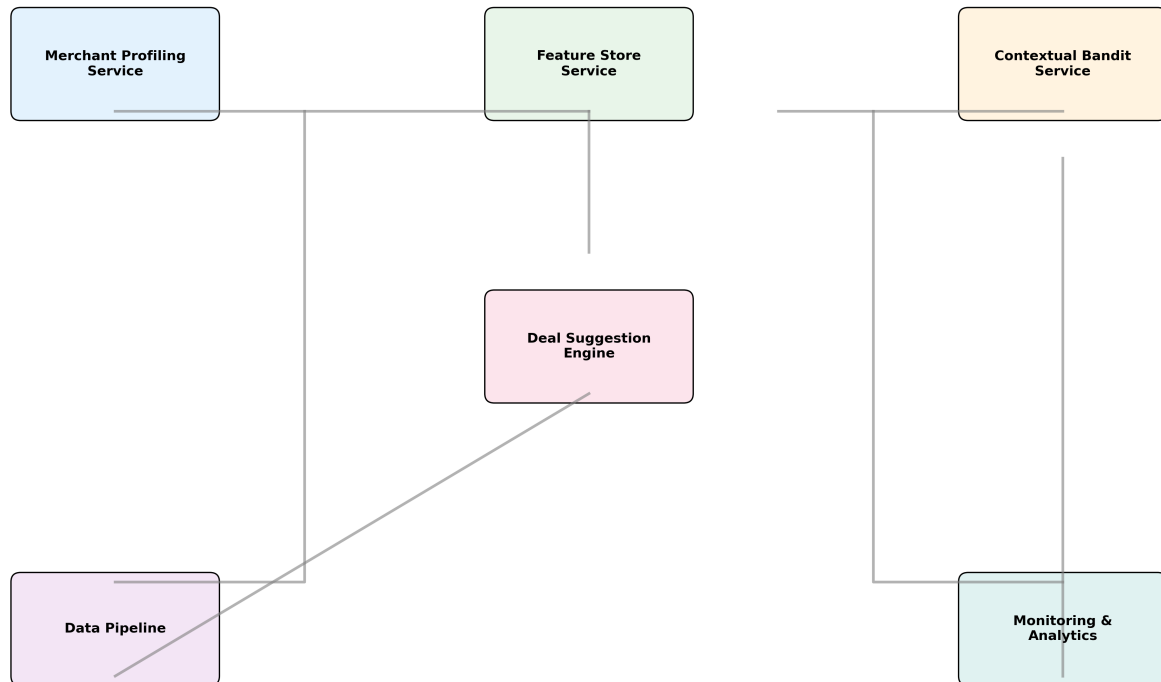 Merchant Profiling
Service
Feature Store
Service
Contextual Bandit
Service
Deal Suggestion
Engine
Data Pipeline
Monitoring &
Analytics